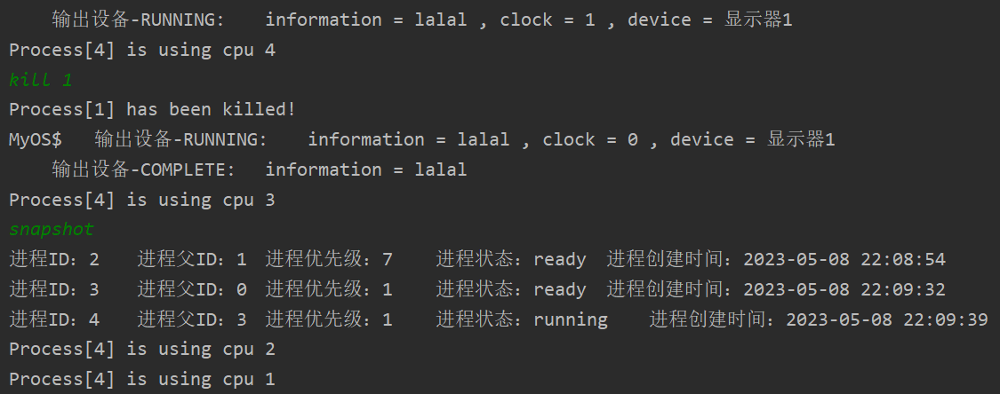 输出设备-RUNNING:   information = lalal , clock = 1 , device = 显示器1
Process[4] is using cpu 4
kill 1
Process[1] has been killed!
MyOS$   输出设备-RUNNING:   information = lalal , clock = 0 , device = 显示器1
输出设备-COMPLETE:   information = lalal
Process[4] is using cpu 3
snapshot
进程ID：2   进程父ID：1  进程优先级：7    进程状态：ready  进程创建时间：2023-05-08 22:08:54
进程ID：3   进程父ID：0  进程优先级：1    进程状态：ready  进程创建时间：2023-05-08 22:09:32
进程ID：4   进程父ID：3  进程优先级：1    进程状态：running    进程创建时间：2023-05-08 22:09:39
Process[4] is using cpu 2
Process[4] is using cpu 1